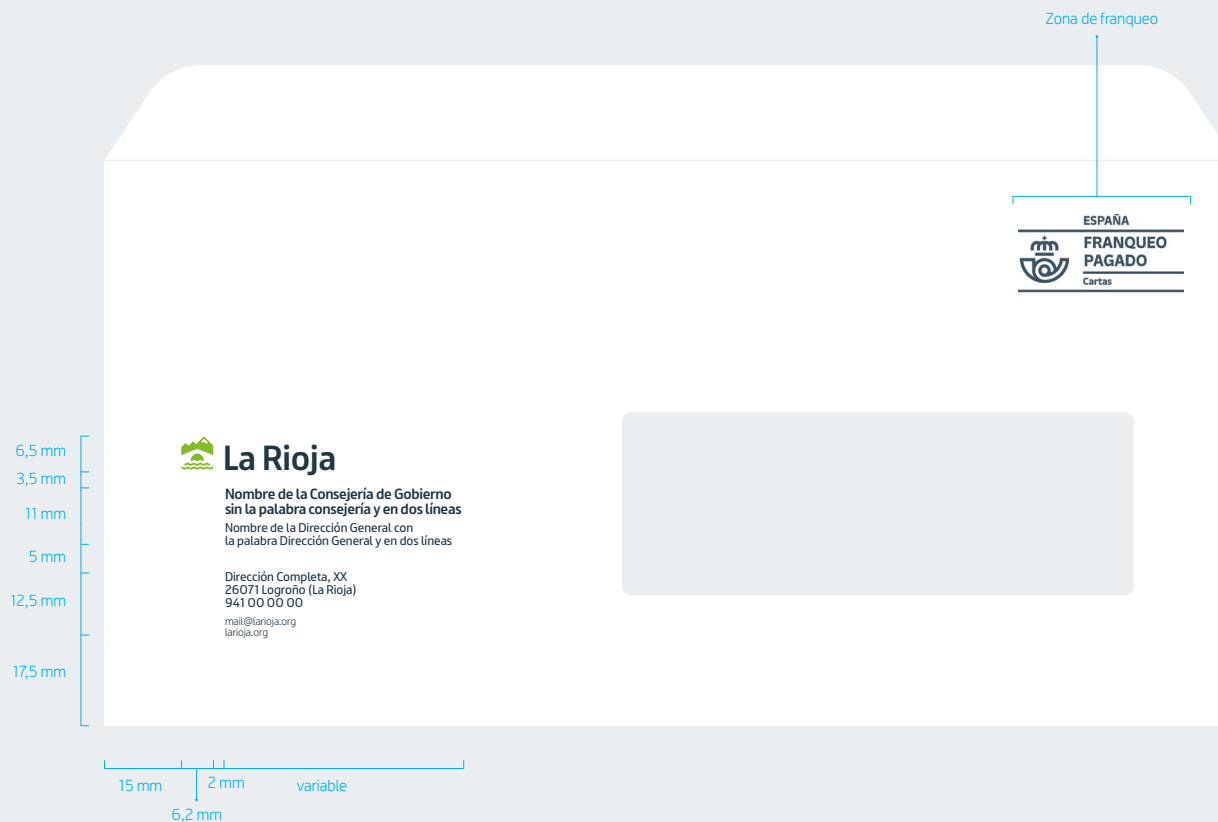 Zona de franqueo
ESPAÑA
FRANQUEO
PAGADO
Cartas
6,5 mm
3,5 mm
11 mm
5 mm
12,5 mm
17,5 mm
La Rioja
Nombre de la Consejería de Gobierno
sin la palabra consejería y en dos líneas
Nombre de la Dirección General con
la palabra Dirección General y en dos líneas
Dirección Completa, XX
26071 Logroño (La Rioja)
941 00 00 00
mail@larioja.org
larioja.org
15 mm
2 mm
variable
6,2 mm